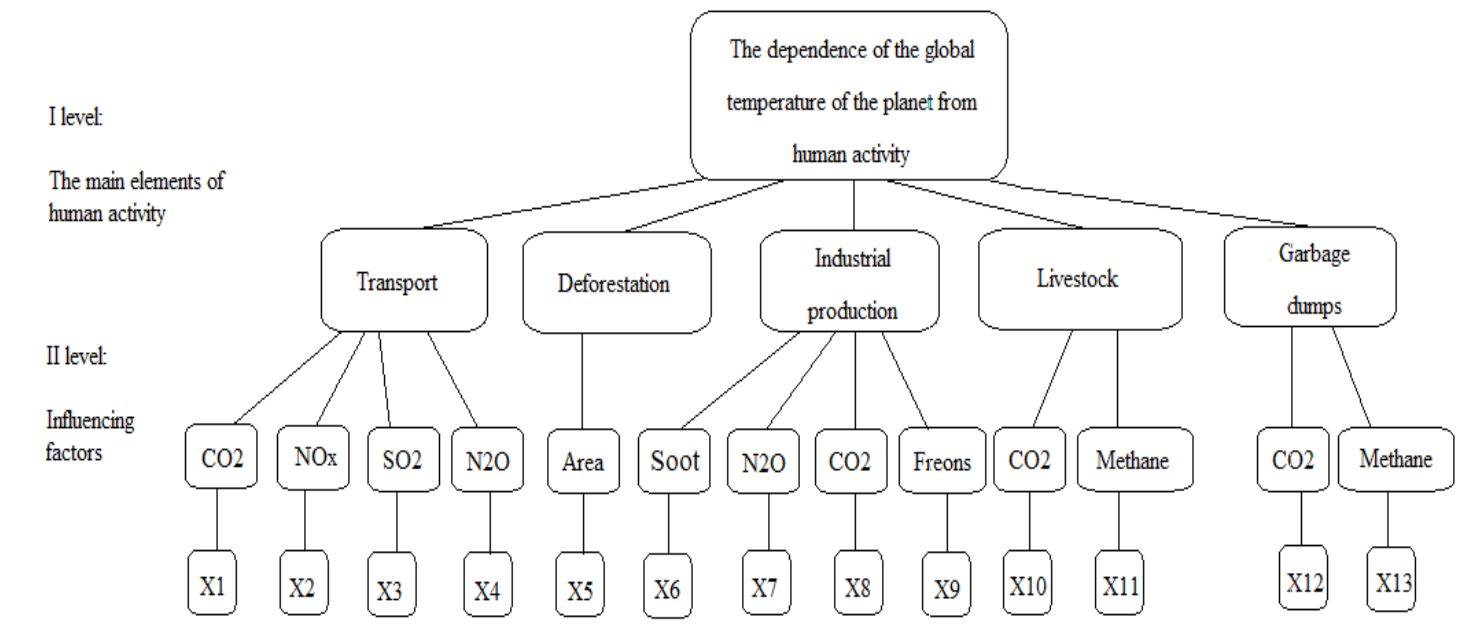 The dependence of the global
temperature of the planet from
human activity
I level:
The main elements of
human activity
Transport
Deforestation
Industrial
production
Livestock
Garbage
dumps
II level:
Influencing
factors
CO2
NOx
SO2
N2O
Area
Soot
N2O
CO2
Freons
CO2
Methane
CO2
Methane
X1
X2
X3
X4
X5
X6
X7
X8
X9
X10
X11
X12
X13